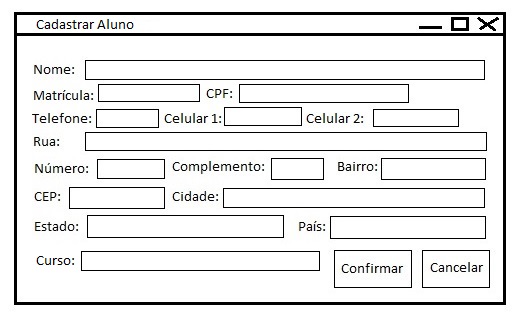 Cadastrar Aluno
Nome:
Matrícula: CPF:
Telefone: Celular 1: Celular 2:
Rua:
Número: Complemento: Bairro:
CEP: Cidade:
Estado: País:
Curso: Confirmar Cancelar